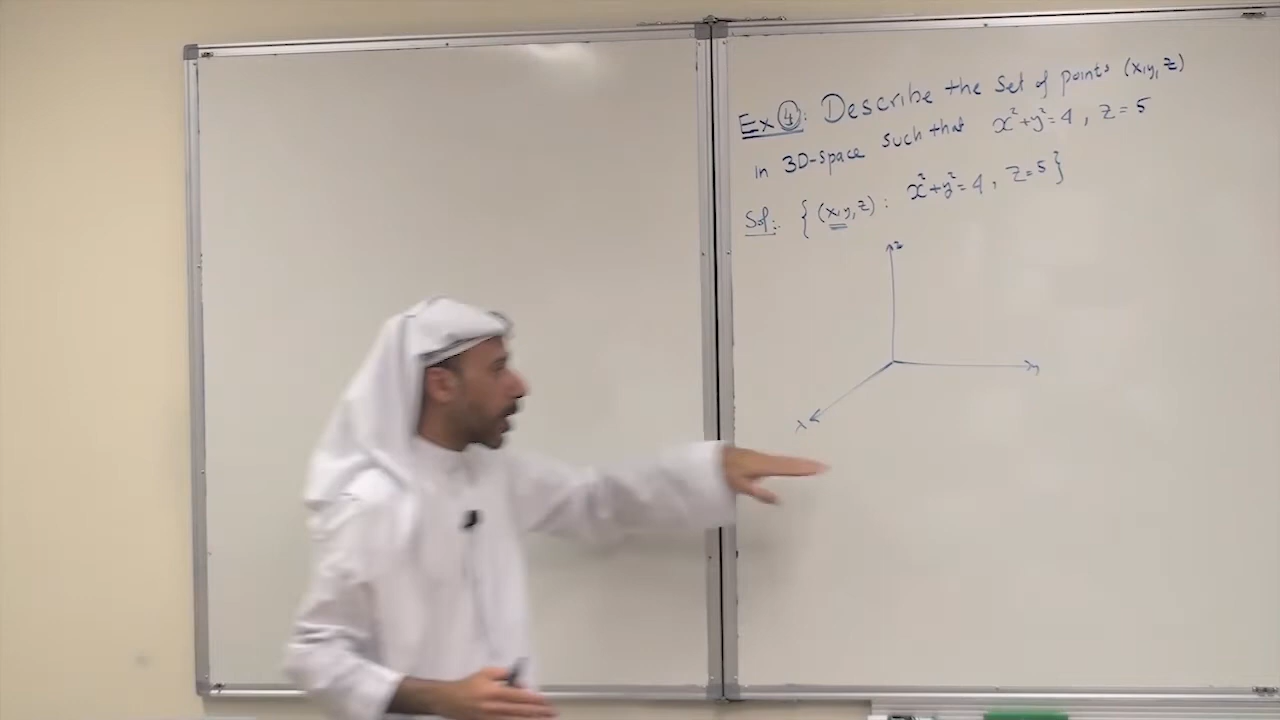 Ex ④: Describe the set of points (x,y,z)
in 3D-space such that x²+y²=4, z=5
Sol: {(x,y,z): x²+y²=4, z=5}
z
y
x